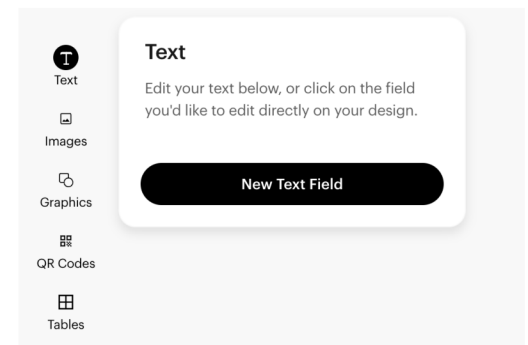 Text
Images
Graphics
QR Codes
Tables
Text
Edit your text below, or click on the field
you'd like to edit directly on your design.
New Text Field